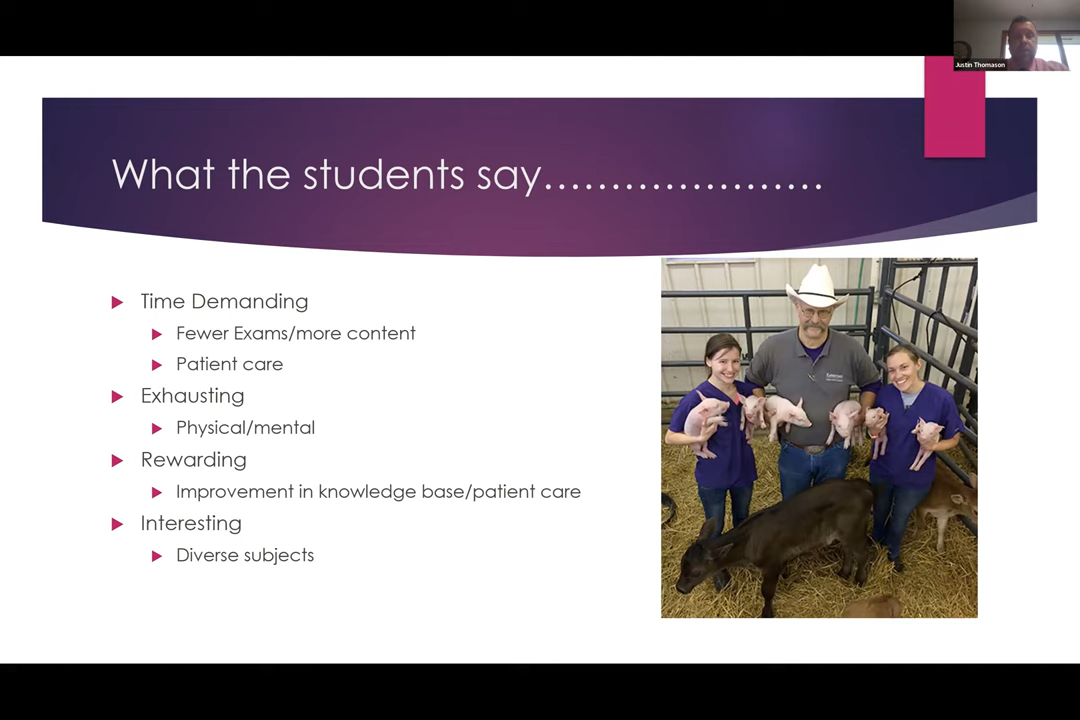 Justin Thomason
What the students say.....................
Time Demanding
Fewer Exams/more content
Patient care
Exhausting
Physical/mental
Rewarding
Improvement in knowledge base/patient care
Interesting
Diverse subjects